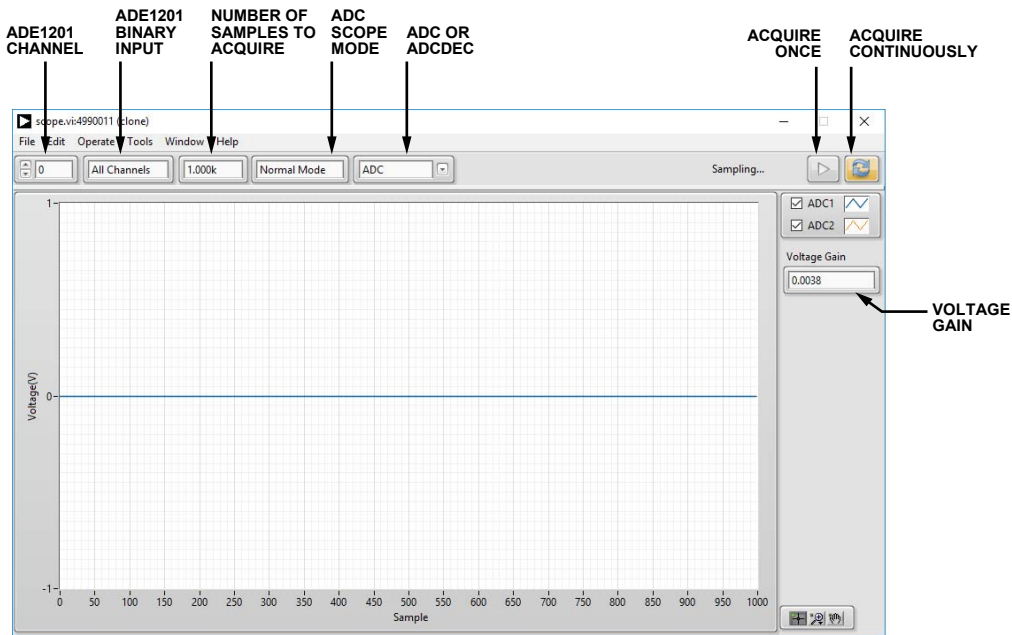 ADE1201
CHANNEL
ADE1201
BINARY
INPUT
NUMBER OF
SAMPLES TO
ACQUIRE
ADC
SCOPE
MODE
ADC OR
ADCDEC
ACQUIRE
ONCE
ACQUIRE
CONTINUOUSLY
scope.vi:4990011 (clone)
File Edit Operate Tools Window Help
0 All Channels 1.000k Normal Mode ADC Sampling...
ADC1
ADC2
Voltage Gain
0.0038
VOLTAGE
GAIN
Voltage(V)
1
0
-1
0 50 100 150 200 250 300 350 400 450 500 550 600 650 700 750 800 850 900 950 1000
Sample